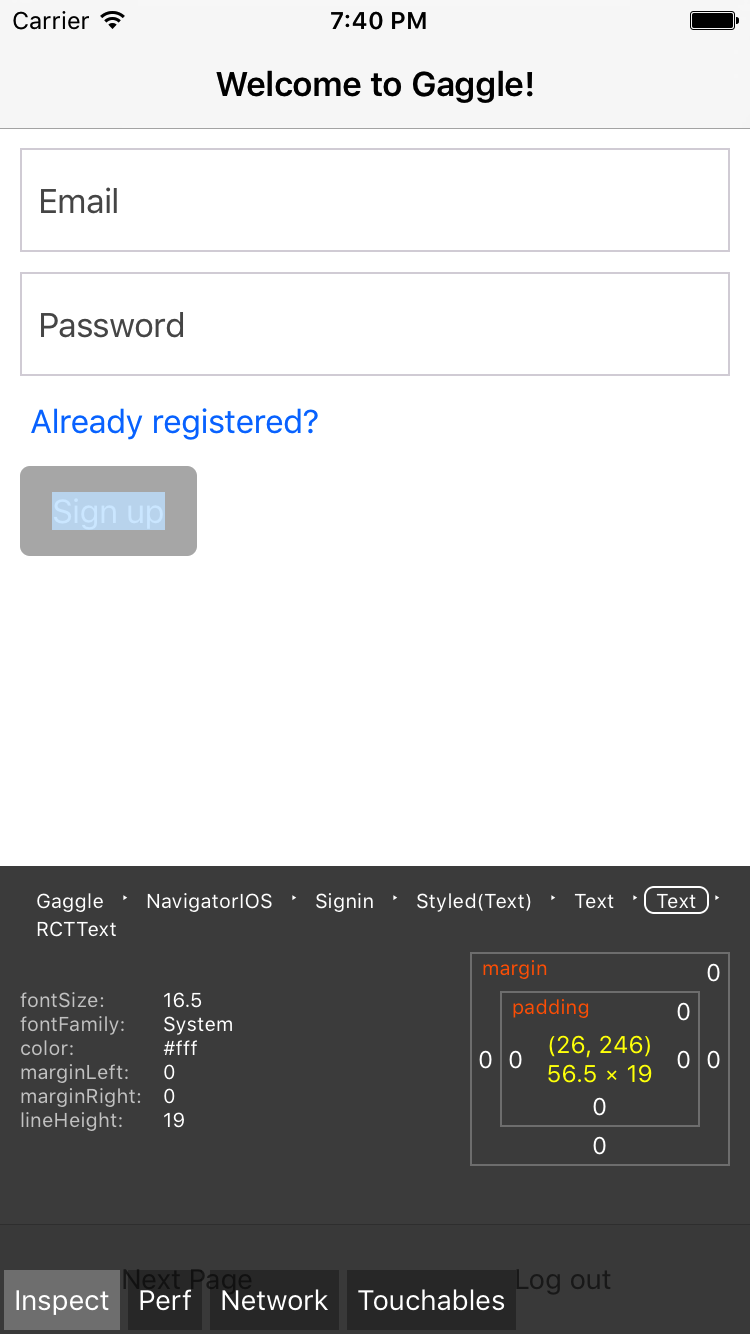 Carrier 7:40 PM
Welcome to Gaggle!
Email
Password
Already registered?
Sign up
Gaggle ‣ NavigatorIOS ‣ Signin ‣ Styled(Text) ‣ Text ‣ Text ‣
RCTText
margin 0
fontSize: 16.5
padding 0
fontFamily: System
color: #fff
0 0 (26, 246) 0 0
marginLeft: 0
56.5 × 19
marginRight: 0
0
lineHeight: 19
0
Next Page Log out
Inspect Perf Network Touchables